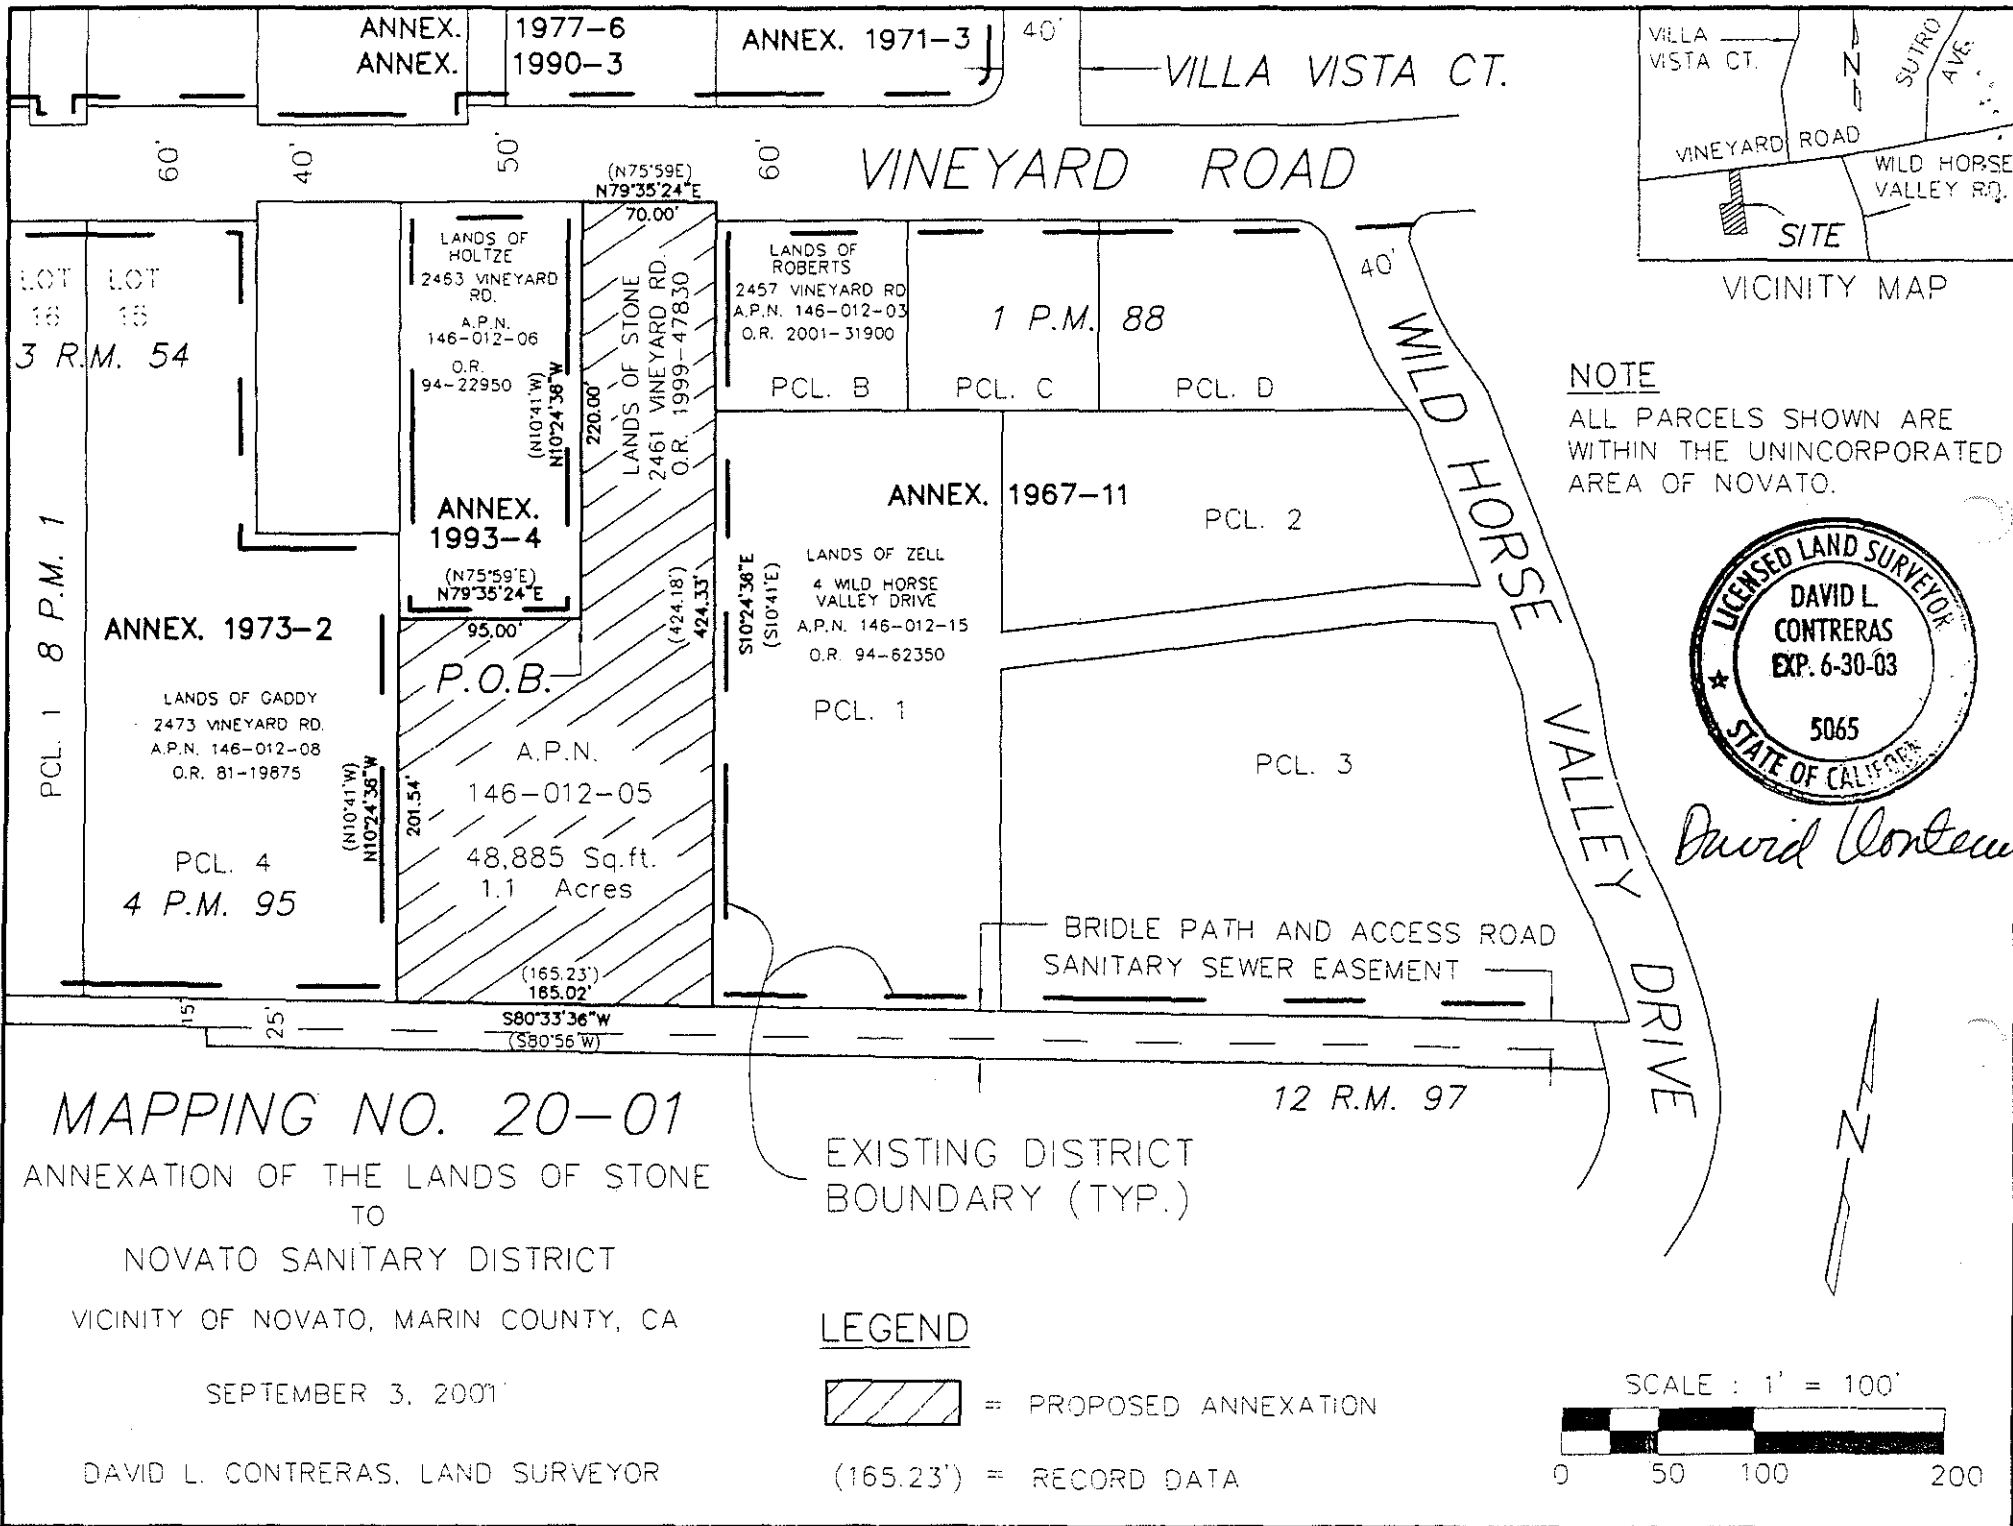 ANNEX. 1977-6
ANNEX. 1990-3
ANNEX. 1971-3
40'
VILLA VISTA CT.
60'
40'
50'
60'
VINEYARD ROAD
(N75°59E)
N79°35'24"E
70.00'
VILLA
VISTA CT.
N
SUTRO
AVE.
VINEYARD ROAD
WILD HORSE
VALLEY RD.
SITE
VICINITY MAP
LOT
16
LOT
15
3 R.M. 54
LANDS OF
HOLTZE
2463 VINEYARD
RD.
A.P.N.
146-012-06
O.R.
94-22950
(N10°41'W)
N10°24'36"W
220.00'
LANDS OF STONE
2461 VINEYARD RD.
O.R. 1999-47830
LANDS OF
ROBERTS
2457 VINEYARD RD
A.P.N. 146-012-03
O.R. 2001-31900
PCL. B
1 P.M. 88
PCL. C
PCL. D
40'
WILD HORSE VALLEY DRIVE
NOTE
ALL PARCELS SHOWN ARE
WITHIN THE UNINCORPORATED
AREA OF NOVATO.
ANNEX.
1993-4
(N75°59'E)
N79°35'24"E
95.00'
P.O.B.
ANNEX. 1967-11
PCL. 2
LANDS OF ZELL
4 WILD HORSE
VALLEY DRIVE
A.P.N. 146-012-15
O.R. 94-62350
PCL. 1
(424.18')
424.33'
S10°24'36"E
(S10°41'E)
PCL. 3
LICENSED LAND SURVEYOR
DAVID L.
CONTRERAS
EXP. 6-30-03
5065
STATE OF CALIFORNIA
PCL. 1 8 P.M. 1
ANNEX. 1973-2
LANDS OF GADDY
2473 VINEYARD RD.
A.P.N. 146-012-08
O.R. 81-19875
PCL. 4
4 P.M. 95
(N10°41'W)
N10°24'36"W
201.54'
A.P.N.
146-012-05
48,885 Sq.ft.
1.1 Acres
(165.23')
165.02'
S80°33'36"W
(S80°56'W)
15'
25'
BRIDLE PATH AND ACCESS ROAD
SANITARY SEWER EASEMENT
12 R.M. 97
MAPPING NO. 20-01
ANNEXATION OF THE LANDS OF STONE
TO
NOVATO SANITARY DISTRICT
VICINITY OF NOVATO, MARIN COUNTY, CA
SEPTEMBER 3, 2001
DAVID L. CONTRERAS, LAND SURVEYOR
EXISTING DISTRICT
BOUNDARY (TYP.)
LEGEND
= PROPOSED ANNEXATION
(165.23') = RECORD DATA
N
SCALE : 1' = 100'
0 50 100 200